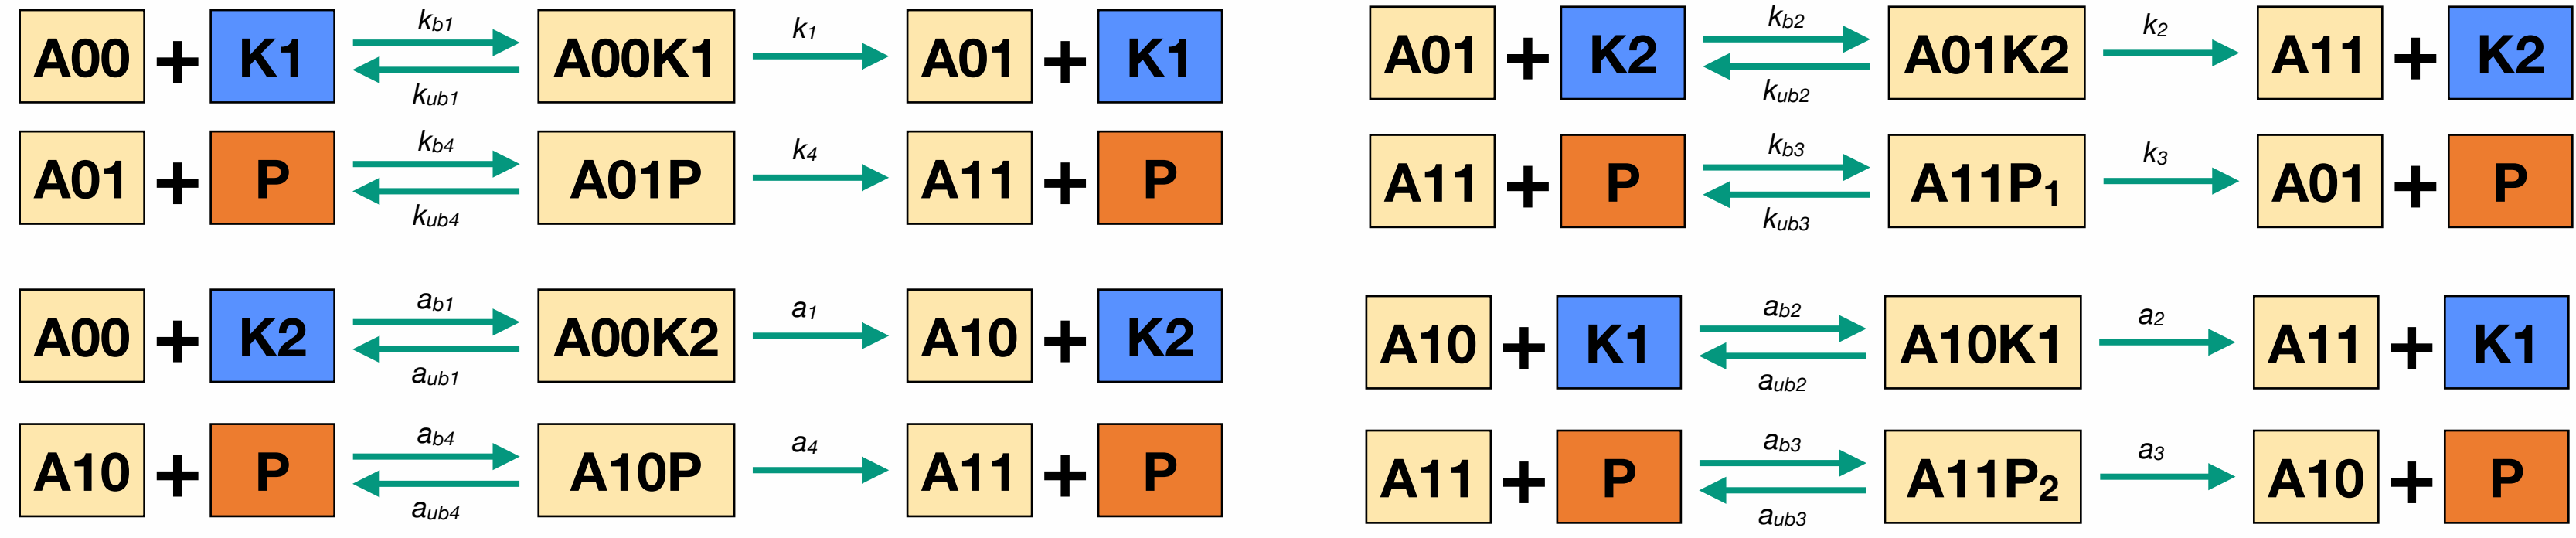 kb1 k1 kb2 k2
A00 + K1 A00K1 A01 + K1 A01 + K2 A01K2 A11 + K2
kub1 kub2
kb4 k4 kb3 k3
A01 + P A01P A11 + P A11 + P A11P1 A01 + P
kub4 kub3
ab1 a1 ab2 a2
A00 + K2 A00K2 A10 + K2 A10 + K1 A10K1 A11 + K1
aub1 aub2
ab4 a4 ab3 a3
A10 + P A10P A11 + P A11 + P A11P2 A10 + P
aub4 aub3